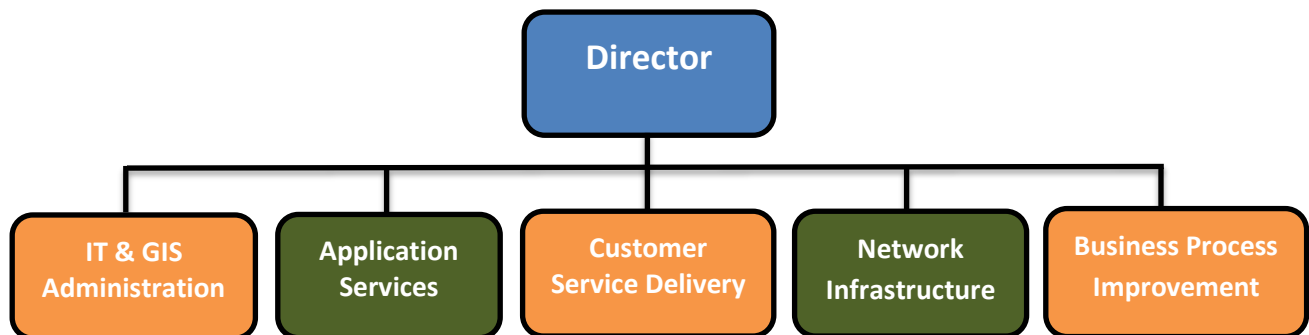 Director
IT & GIS
Administration
Application
Services
Customer
Service Delivery
Network
Infrastructure
Business Process
Improvement